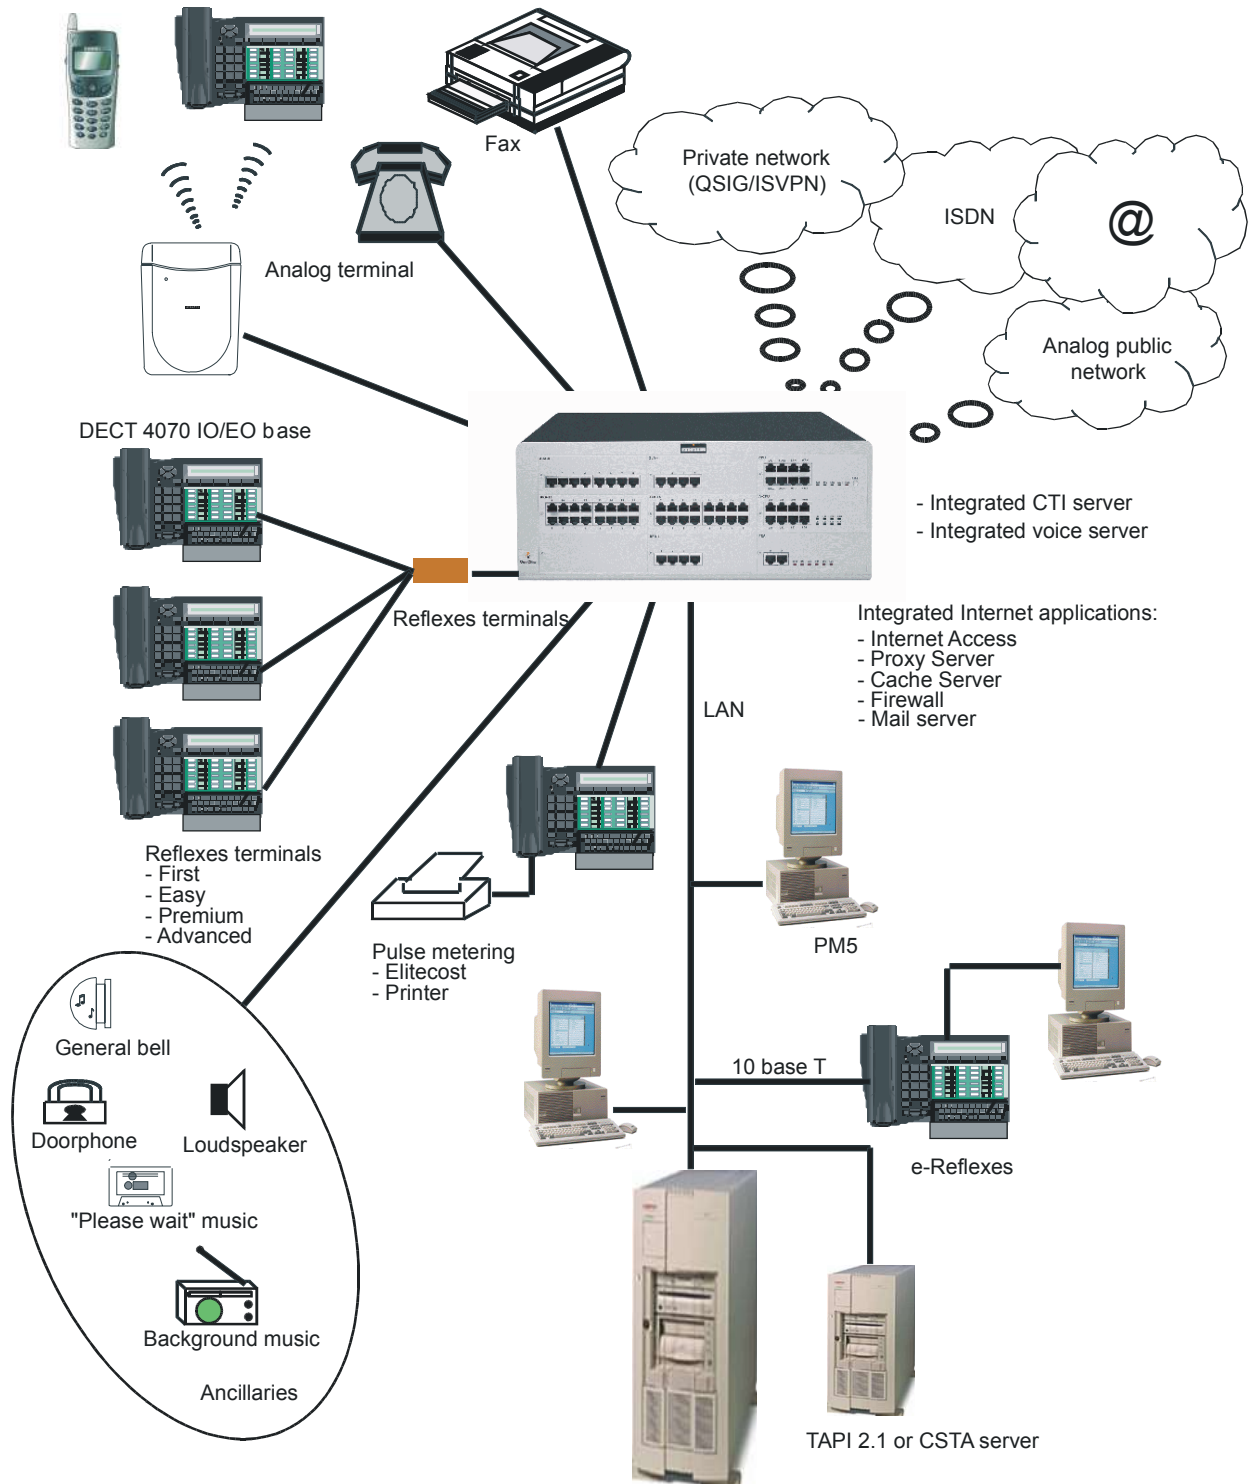 Fax
Private network
(QSIG/ISVPN)
ISDN
@
Analog terminal
Analog public
network
DECT 4070 IO/EO base
- Integrated CTI server
- Integrated voice server
Reflexes terminals
Integrated Internet applications:
- Internet Access
- Proxy Server
- Cache Server
- Firewall
- Mail server
LAN
Reflexes terminals
- First
- Easy
- Premium
- Advanced
Pulse metering
- Elitecost
- Printer
PM5
General bell
10 base T
Doorphone
Loudspeaker
e-Reflexes
"Please wait" music
Background music
Ancillaries
TAPI 2.1 or CSTA server